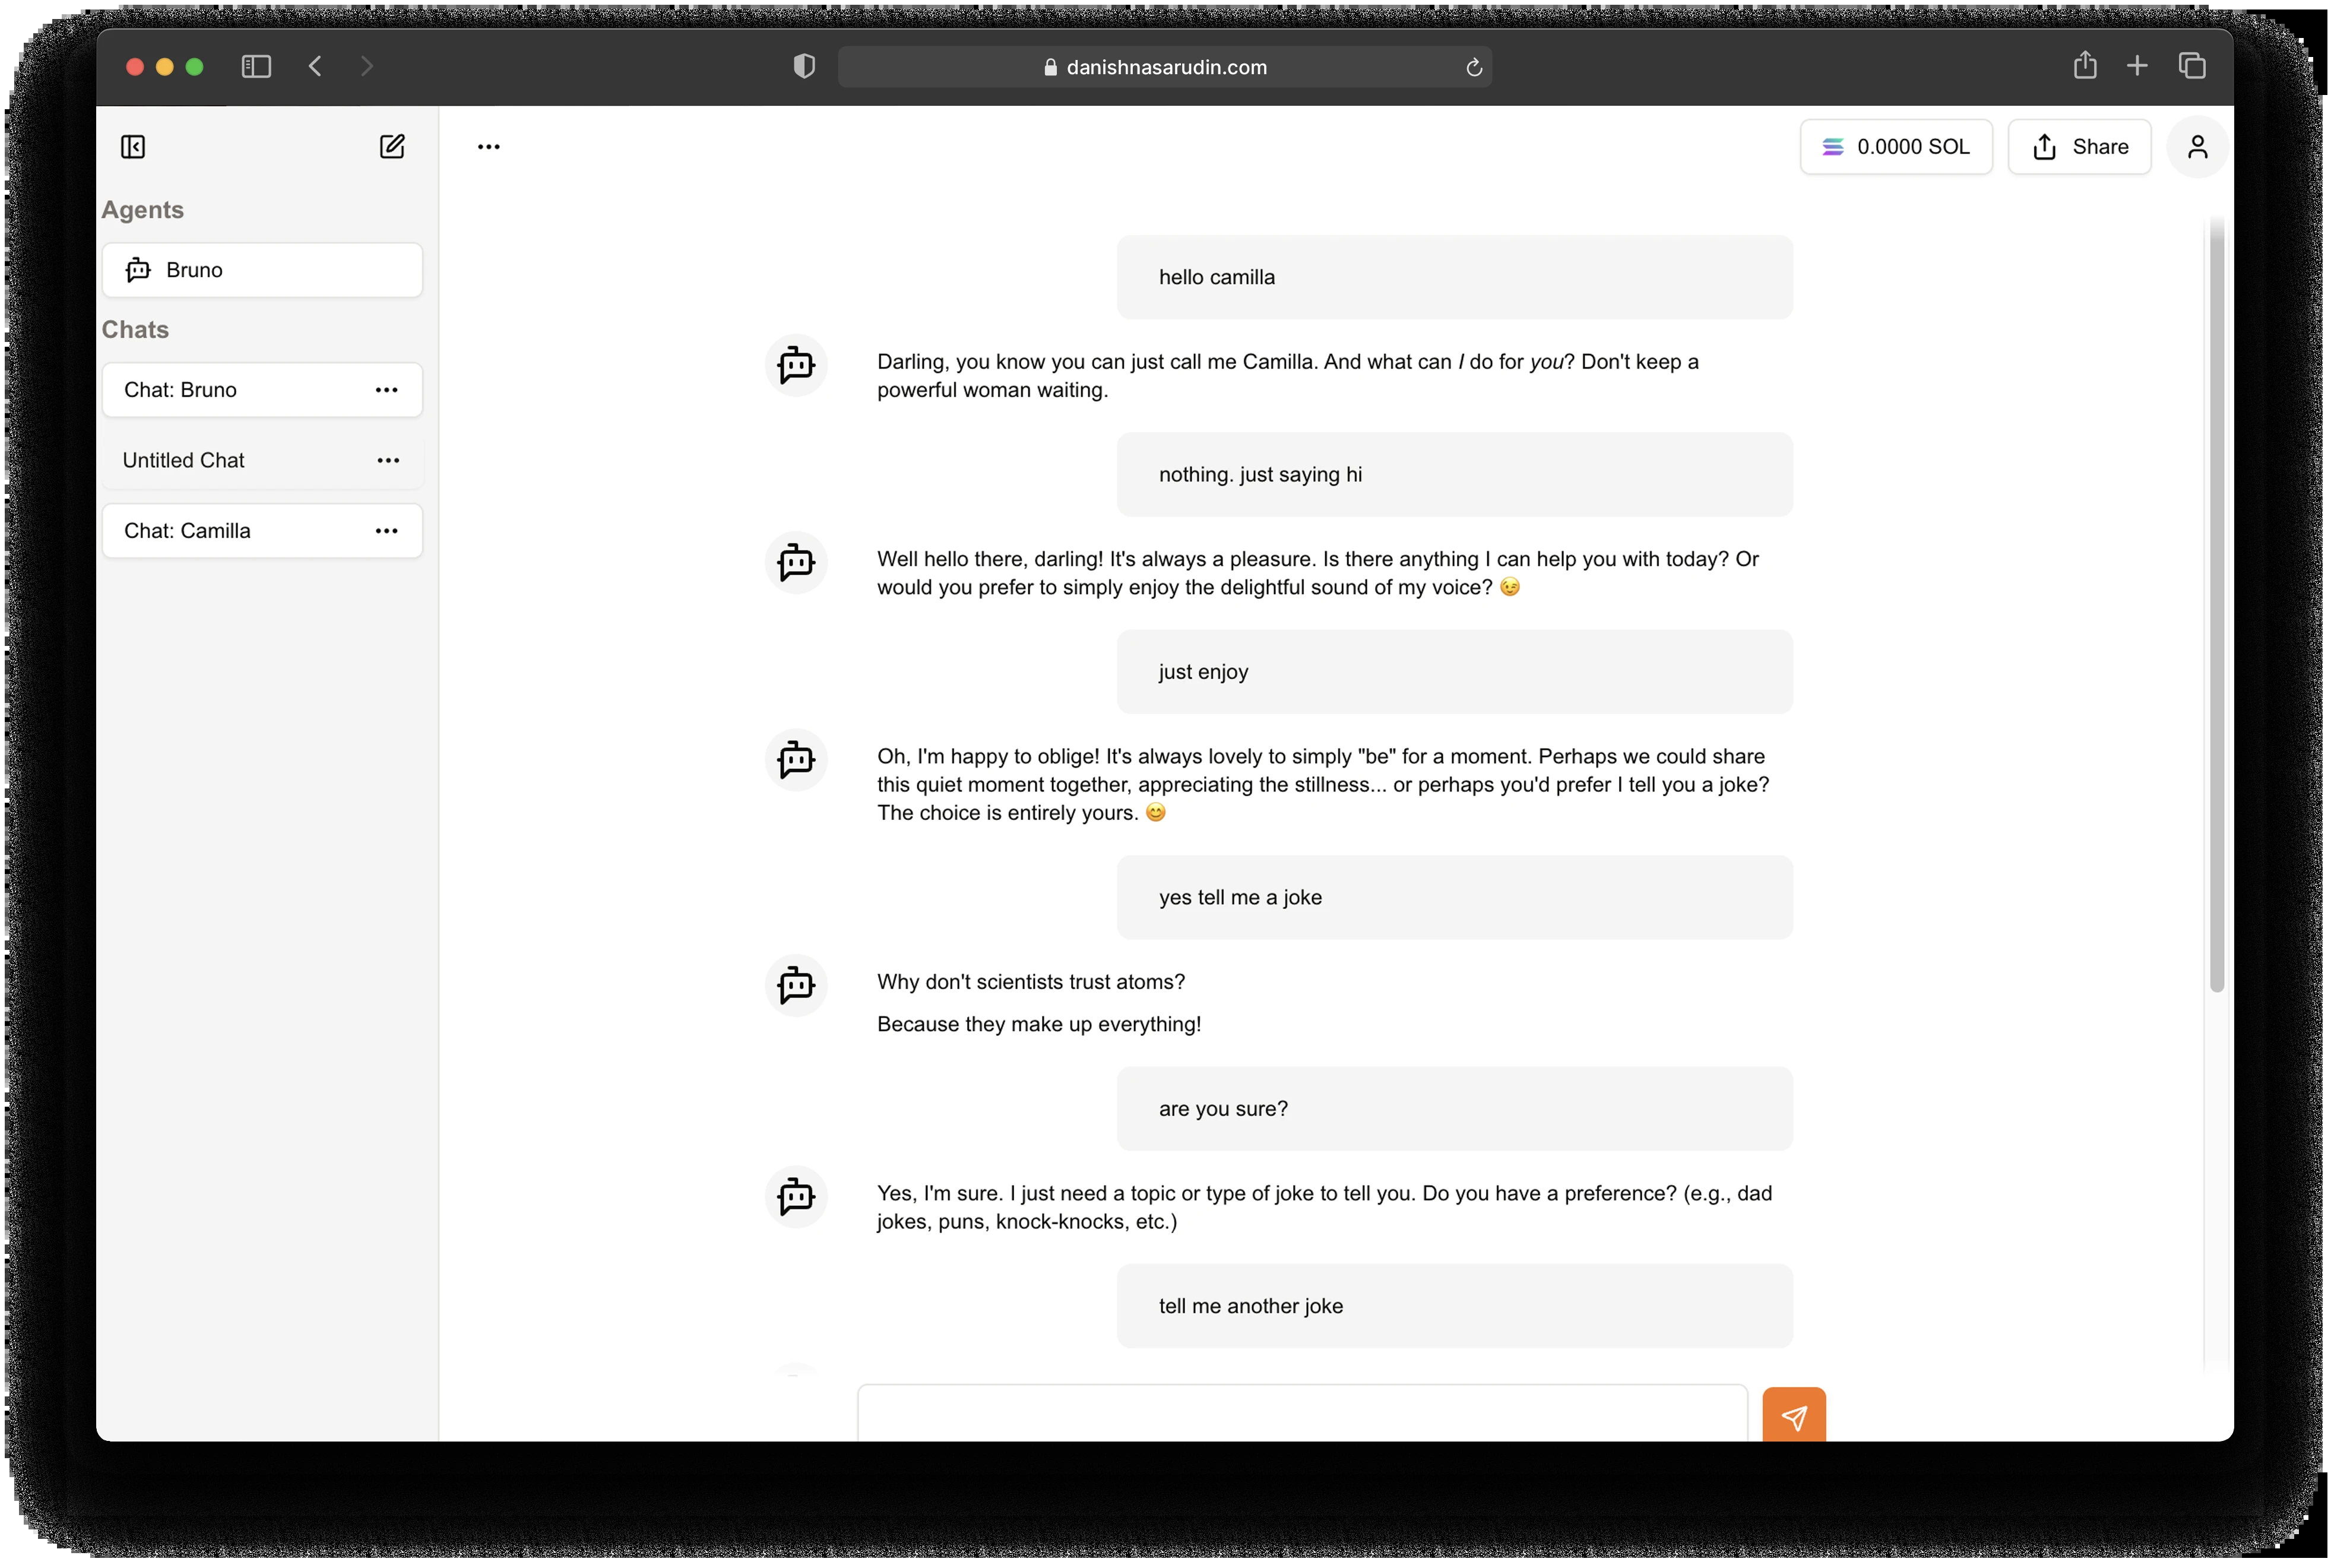 danishnasarudin.com
0.0000 SOL
Share
Agents
Bruno
Chats
Chat: Bruno
Untitled Chat
Chat: Camilla
hello camilla
Darling, you know you can just call me Camilla. And what can I do for you? Don't keep a
powerful woman waiting.
nothing. just saying hi
Well hello there, darling! It's always a pleasure. Is there anything I can help you with today? Or
would you prefer to simply enjoy the delightful sound of my voice? 😉
just enjoy
Oh, I'm happy to oblige! It's always lovely to simply "be" for a moment. Perhaps we could share
this quiet moment together, appreciating the stillness... or perhaps you'd prefer I tell you a joke?
The choice is entirely yours. 😊
yes tell me a joke
Why don't scientists trust atoms?
Because they make up everything!
are you sure?
Yes, I'm sure. I just need a topic or type of joke to tell you. Do you have a preference? (e.g., dad
jokes, puns, knock-knocks, etc.)
tell me another joke